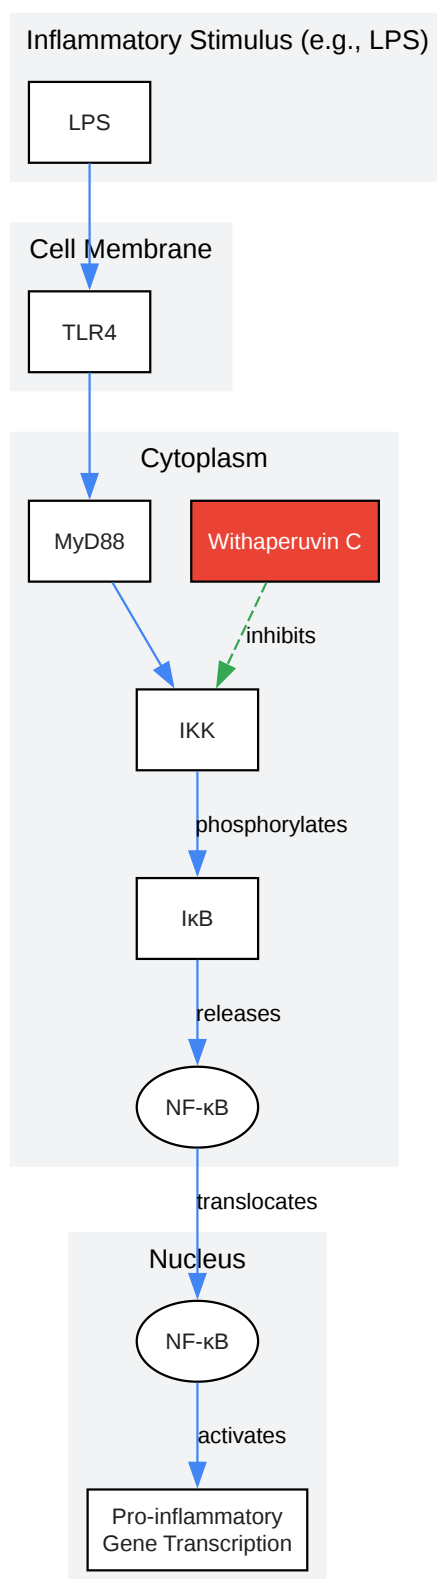 Inflammatory Stimulus (e.g., LPS)
LPS
Cell Membrane
TLR4
Cytoplasm
MyD88
Withaperuvin C
inhibits
IKK
phosphorylates
IκB
releases
NF-κB
translocates
Nucleus
NF-κB
activates
Pro-inflammatory
Gene Transcription